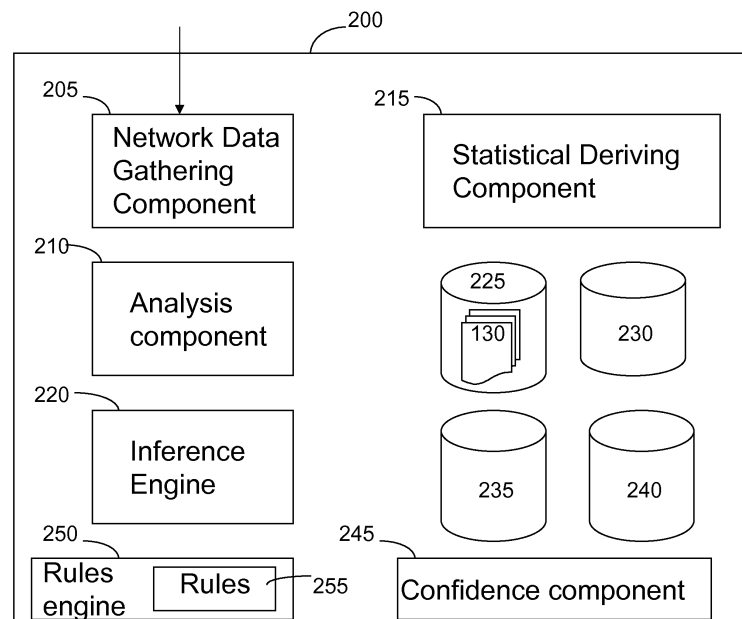 200
205
Network Data
Gathering
Component
215
Statistical Deriving
Component
210
Analysis
component
225
130
230
220
Inference
Engine
235
240
250
Rules
engine
Rules
255
245
Confidence component